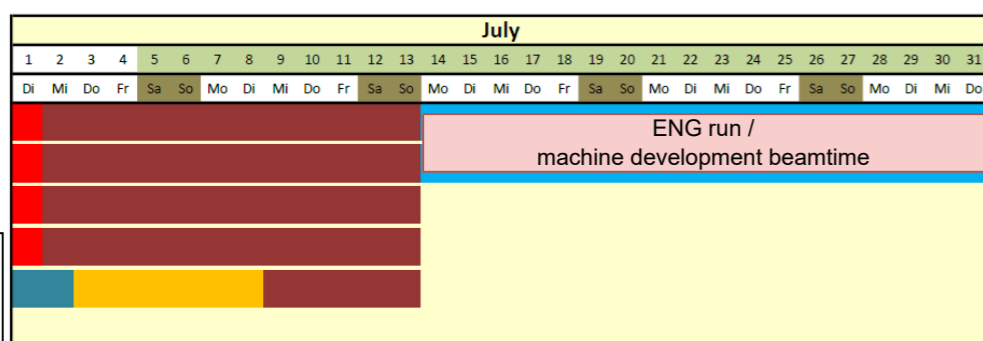 July
1 2 3 4 5 6 7 8 9 10 11 12 13 14 15 16 17 18 19 20 21 22 23 24 25 26 27 28 29 30 31
Di Mi Do Fr Sa So Mo Di Mi Do Fr Sa So Mo Di Mi Do Fr Sa So Mo Di Mi Do Fr Sa So Mo Di Mi Do
ENG run /
machine development beamtime